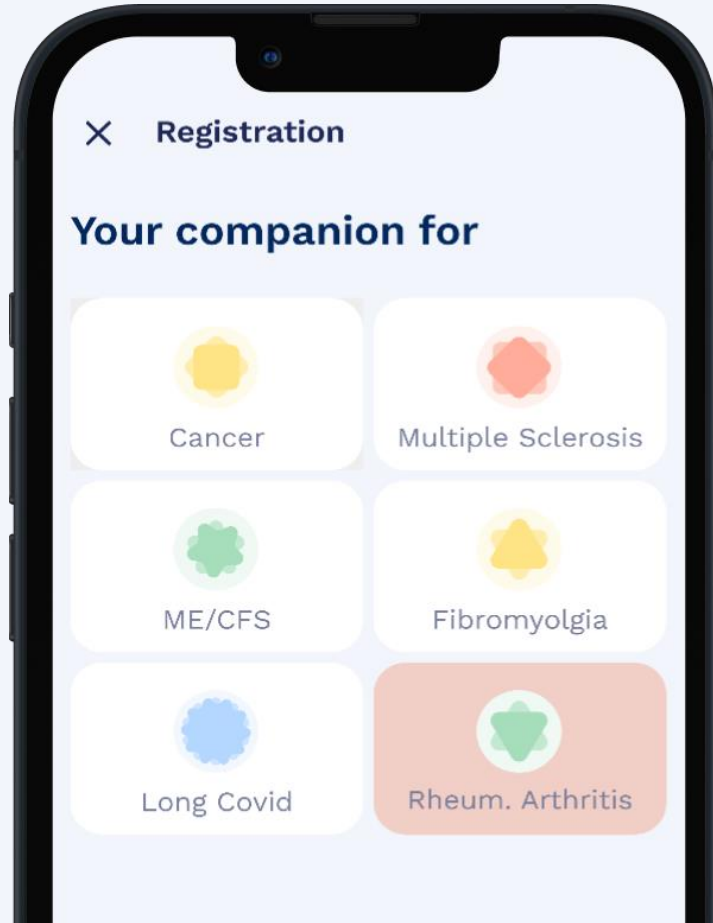 Registration
Your companion for
Cancer
Multiple Sclerosis
ME/CFS
Fibromyolgia
Long Covid
Rheum. Arthritis